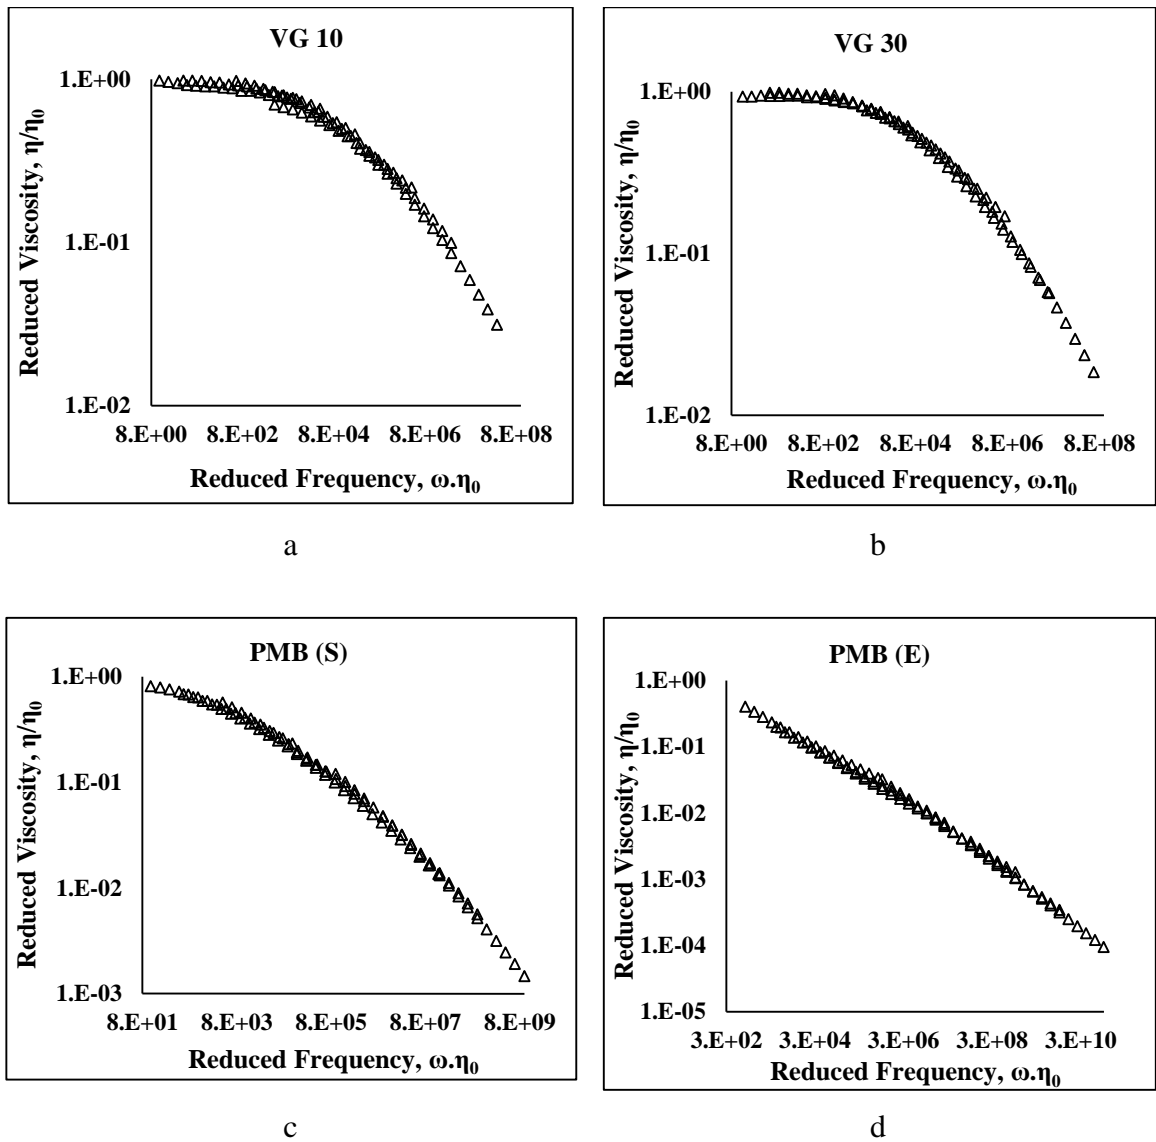 VG 10
Reduced Viscosity, η/η0
1.E+00
1.E-01
1.E-02
8.E+00 8.E+02 8.E+04 8.E+06 8.E+08
Reduced Frequency, ω.η0
a
VG 30
Reduced Viscosity, η/η0
1.E+00
1.E-01
1.E-02
8.E+00 8.E+02 8.E+04 8.E+06 8.E+08
Reduced Frequency, ω.η0
b
PMB (S)
Reduced Viscosity, η/η0
1.E+00
1.E-01
1.E-02
1.E-03
8.E+01 8.E+03 8.E+05 8.E+07 8.E+09
Reduced Frequency, ω.η0
c
PMB (E)
Reduced Viscosity, η/η0
1.E+00
1.E-01
1.E-02
1.E-03
1.E-04
1.E-05
3.E+02 3.E+04 3.E+06 3.E+08 3.E+10
Reduced Frequency, ω.η0
d